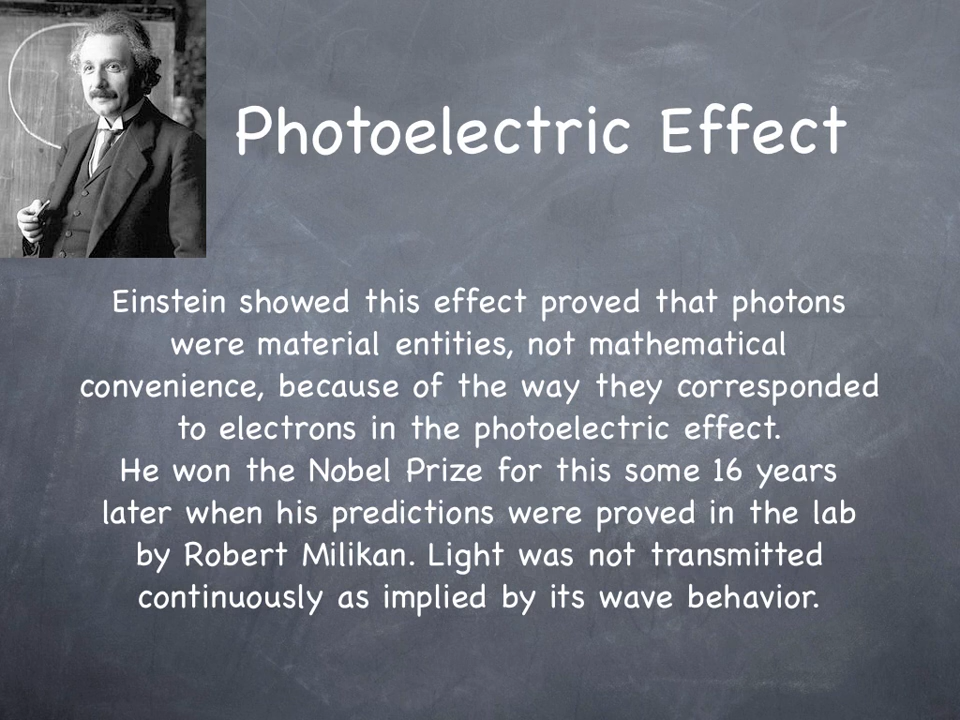 Photoelectric Effect
Einstein showed this effect proved that photons
were material entities, not mathematical
convenience, because of the way they corresponded
to electrons in the photoelectric effect.
He won the Nobel Prize for this some 16 years
later when his predictions were proved in the lab
by Robert Milikan. Light was not transmitted
continuously as implied by its wave behavior.